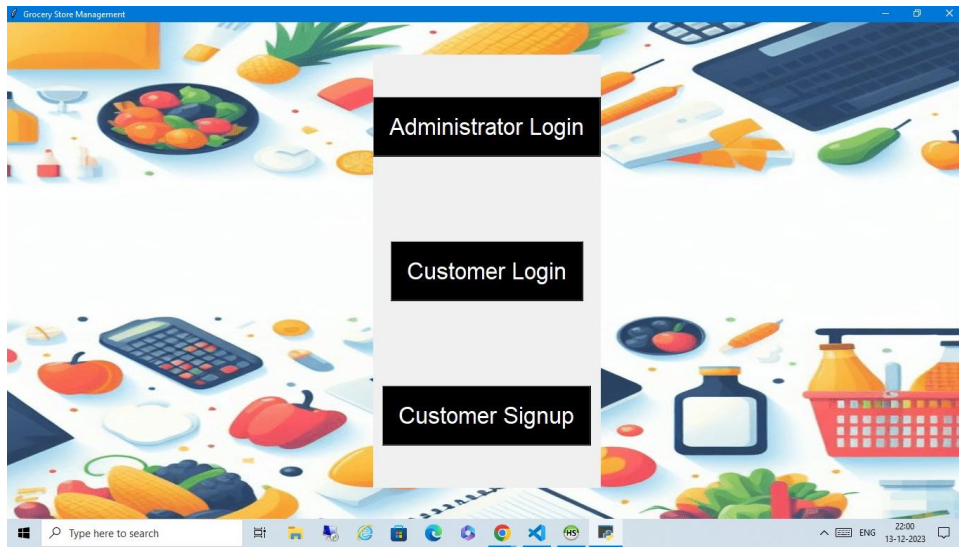 Grocery Store Management
Administrator Login
Customer Login
Customer Signup
Type here to search
HS
ENG
22:00
13-12-2023